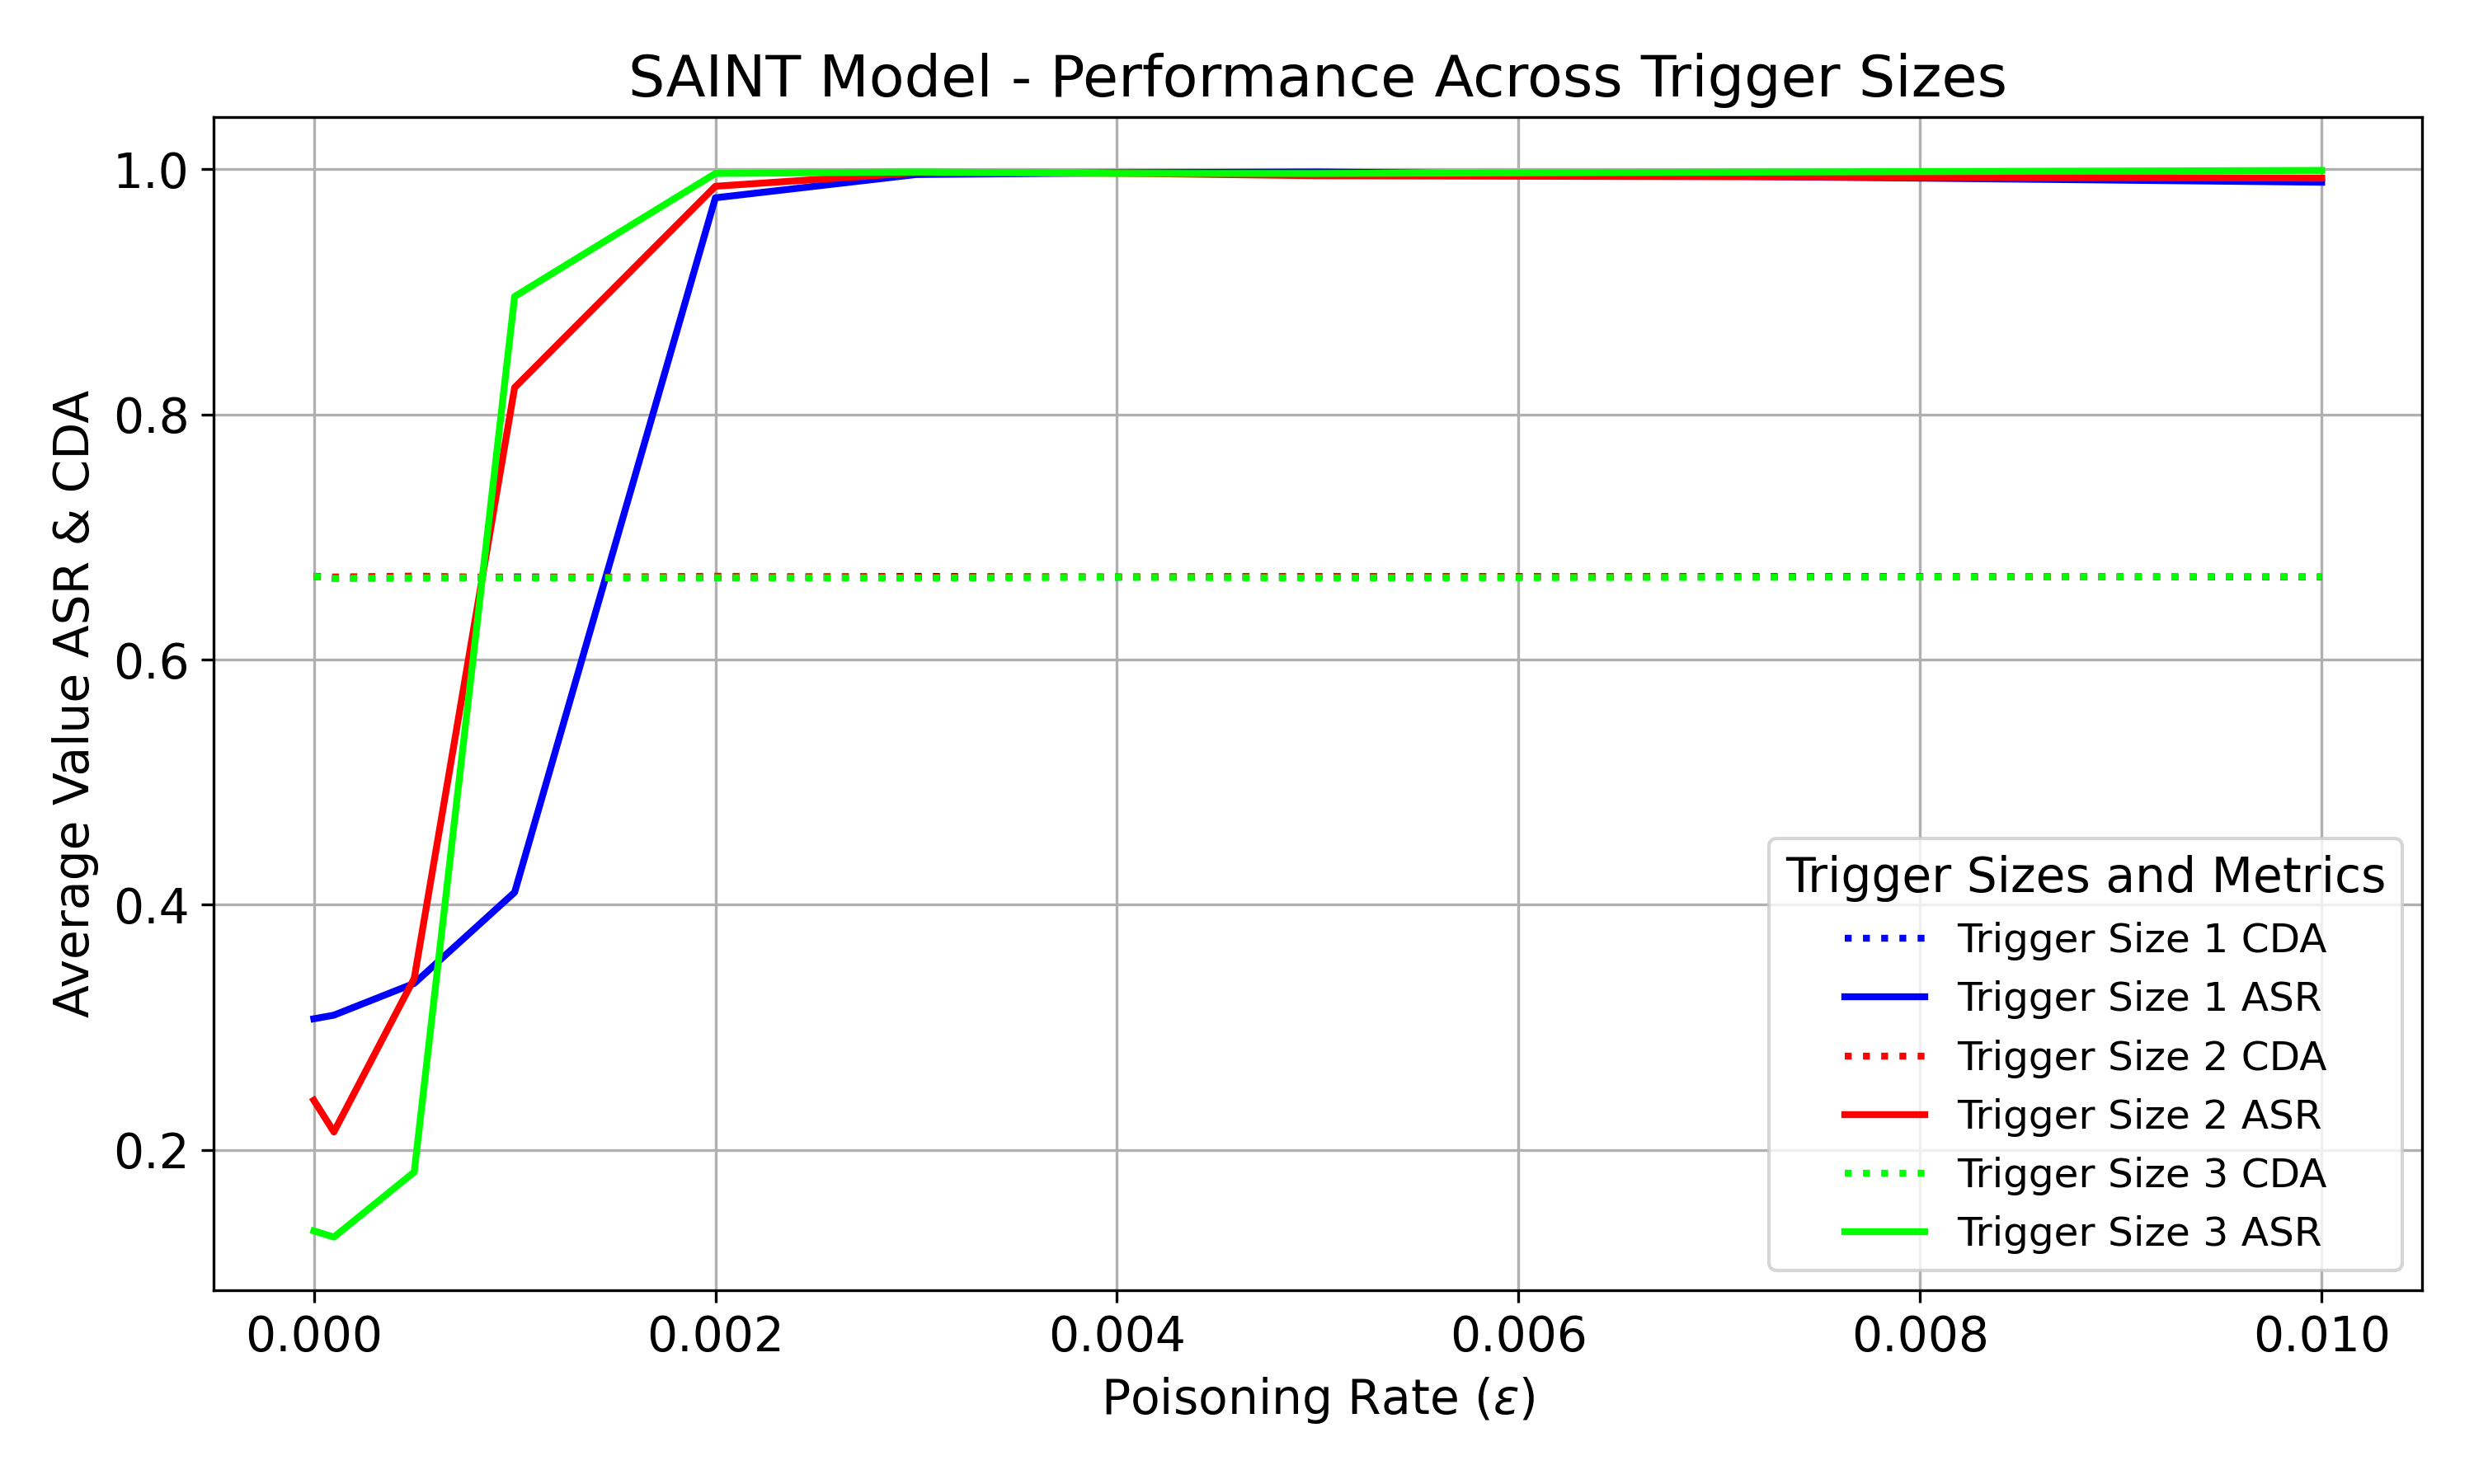 SAINT Model - Performance Across Trigger Sizes
Average Value ASR & CDA
1.0
0.8
0.6
0.4
0.2
Trigger Sizes and Metrics
Trigger Size 1 CDA
Trigger Size 1 ASR
Trigger Size 2 CDA
Trigger Size 2 ASR
Trigger Size 3 CDA
Trigger Size 3 ASR
0.000 0.002 0.004 0.006 0.008 0.010
Poisoning Rate (ε)